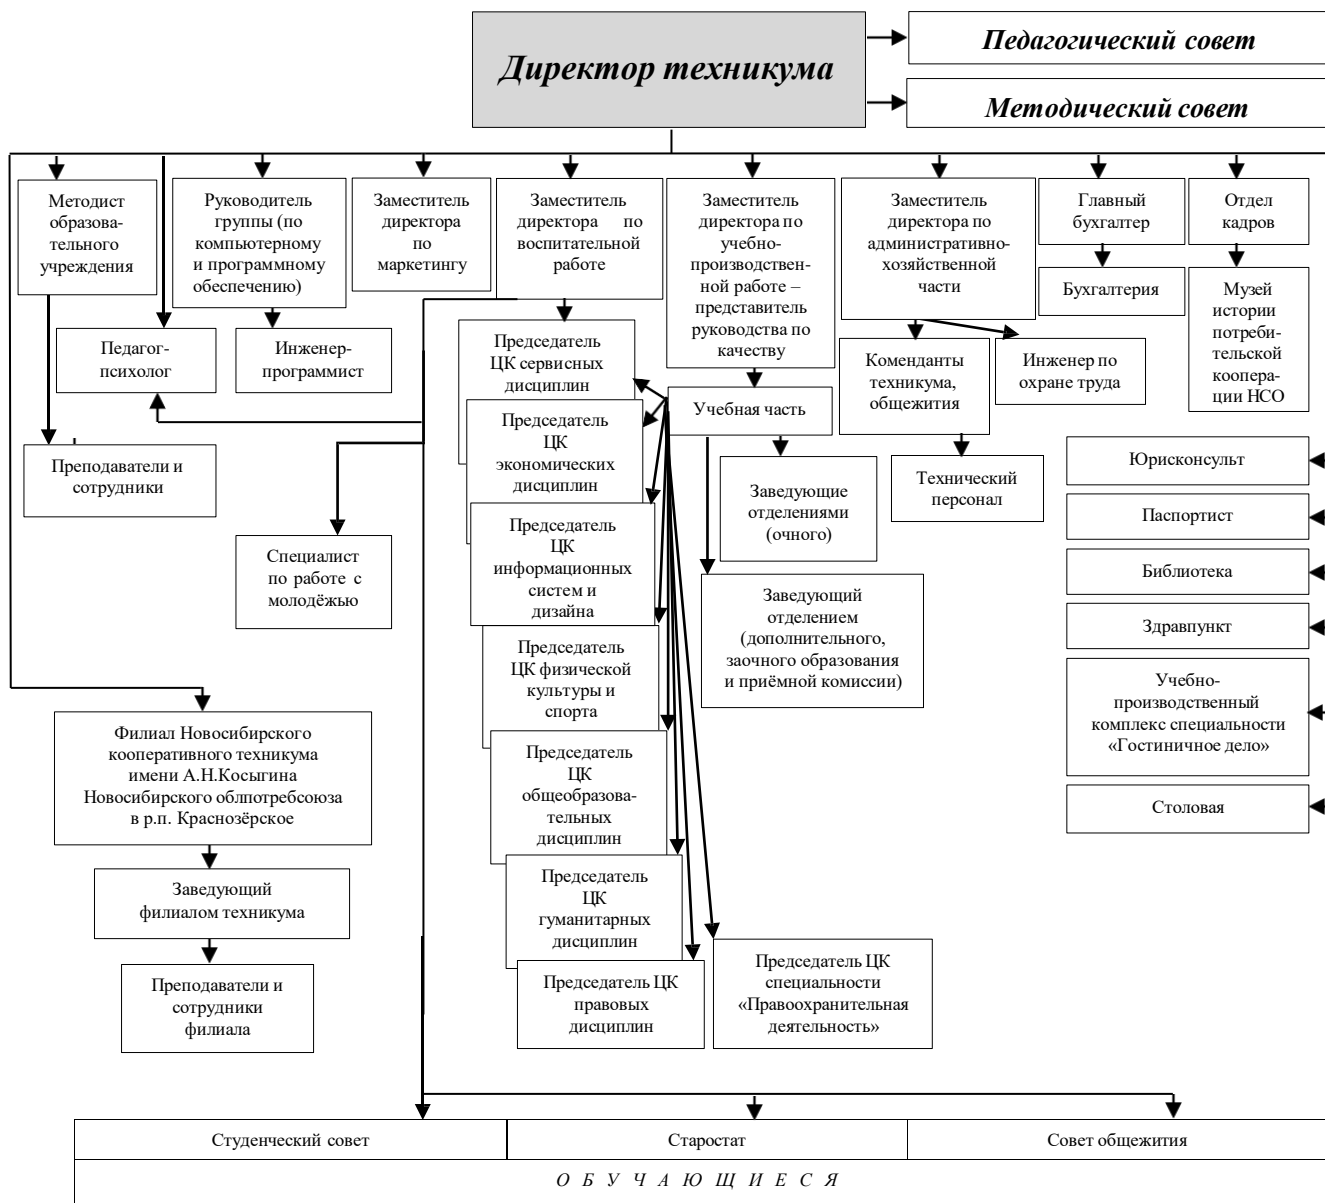 Директор техникума
Педагогический совет
Методический совет
Методист
образова-
тельного
учреждения
Руководитель
группы (по
компьютерному
и программному
обеспечению)
Заместитель
директора
по
маркетингу
Заместитель
директора по
воспитательной
работе
Заместитель
директора по
учебно-
производствен-
ной работе –
представитель
руководства по
качеству
Заместитель
директора по
административно-
хозяйственной
части
Главный
бухгалтер
Отдел
кадров
Бухгалтерия
Музей
истории
потреби-
тельской
коопера-
ции НСО
Педагог-
психолог
Инженер-
программист
Председатель
ЦК сервисных
дисциплин
Коменданты
техникума,
общежития
Инженер по
охране труда
Учебная часть
Председатель
ЦК
экономических
дисциплин
Преподаватели и
сотрудники
Заведующие
отделениями
(очного)
Технический
персонал
Юрисконсульт
Паспортист
Библиотека
Здравпункт
Учебно-
производственный
комплекс специальности
«Гостиничное дело»
Столовая
Специалист
по работе с
молодёжью
Председатель
ЦК
информационных
систем и
дизайна
Заведующий
отделением
(дополнительного,
заочного образования
и приёмной комиссии)
Председатель
ЦК физической
культуры и
спорта
Филиал Новосибирского
кооперативного техникума
имени А.Н.Косыгина
Новосибирского облпотребсоюза
в р.п. Краснозёрское
Председатель
ЦК
общеобразова-
тельных
дисциплин
Заведующий
филиалом техникума
Председатель
ЦК
гуманитарных
дисциплин
Преподаватели и
сотрудники
филиала
Председатель ЦК
правовых
дисциплин
Председатель ЦК
специальности
«Правоохранительная
деятельность»
Студенческий совет
Старостат
Совет общежития
О Б У Ч А Ю Щ И Е С Я